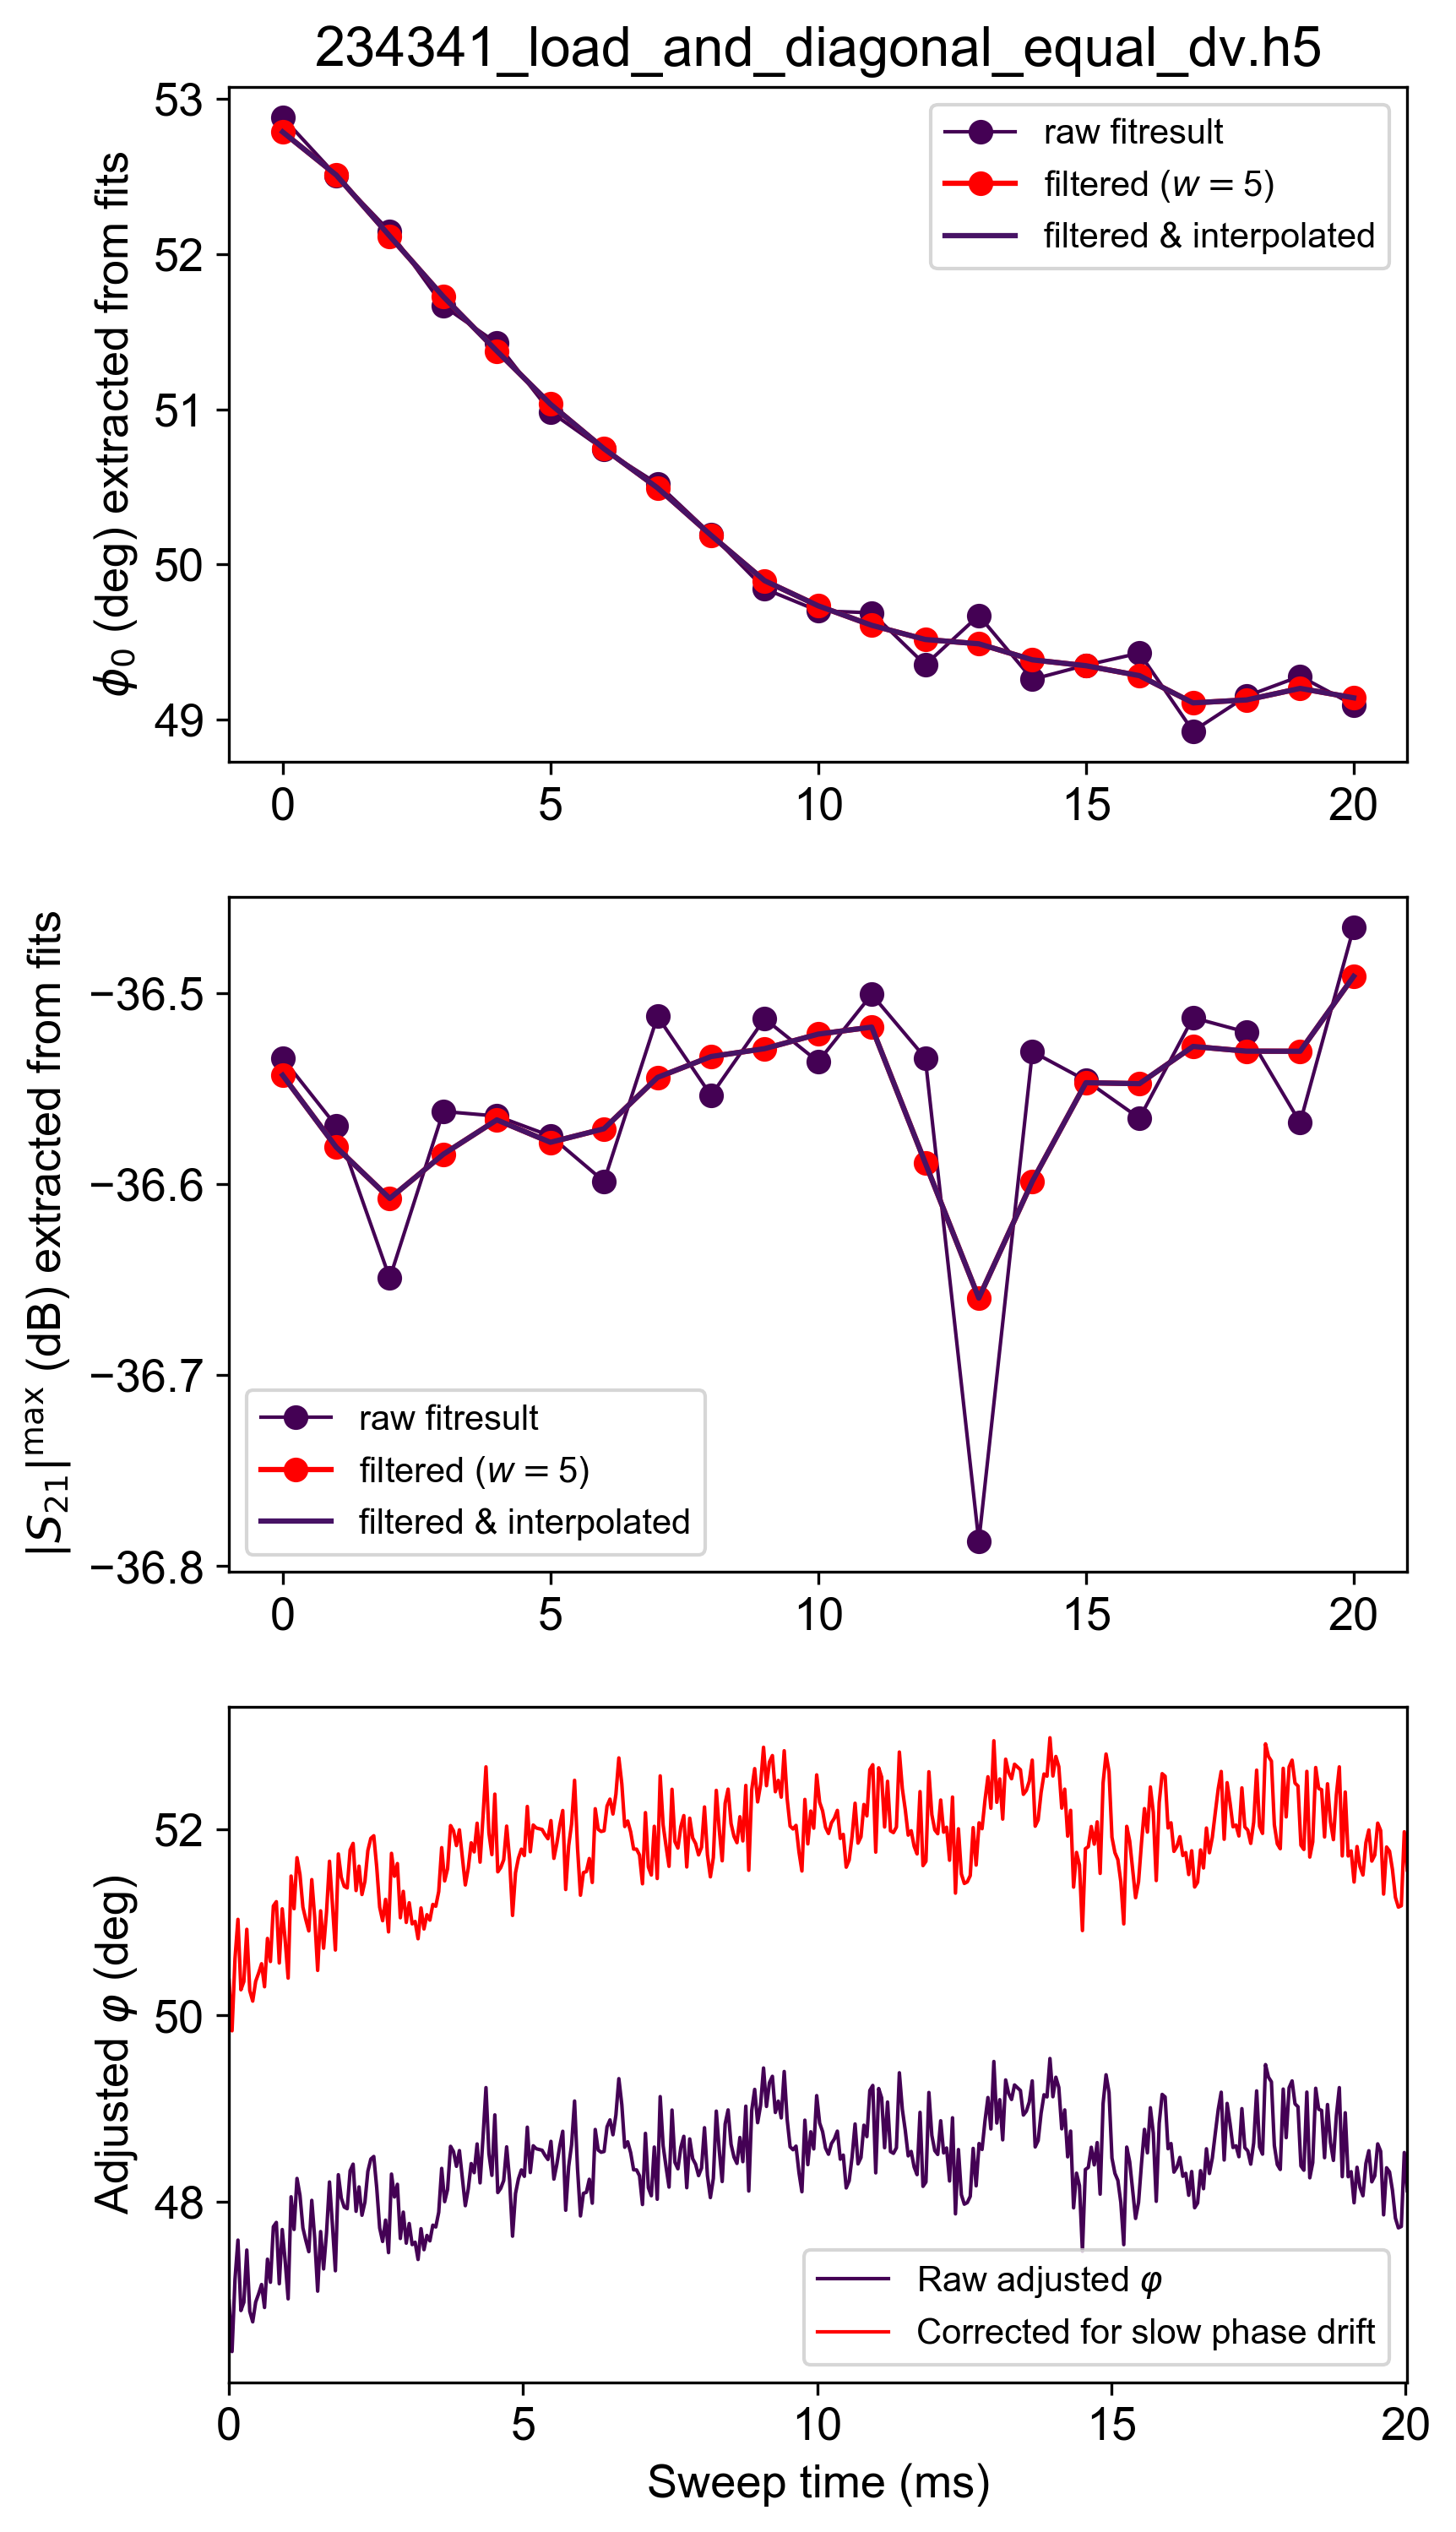 234341_load_and_diagonal_equal_dv.h5
53
52
51
50
49
ϕ₀ (deg) extracted from fits
raw fitresult
filtered (w = 5)
filtered & interpolated
0 5 10 15 20
−36.5
−36.6
−36.7
−36.8
|S₂₁|ᵐᵃˣ (dB) extracted from fits
raw fitresult
filtered (w = 5)
filtered & interpolated
0 5 10 15 20
52
50
48
Adjusted φ (deg)
Raw adjusted φ
Corrected for slow phase drift
0 5 10 15 20
Sweep time (ms)